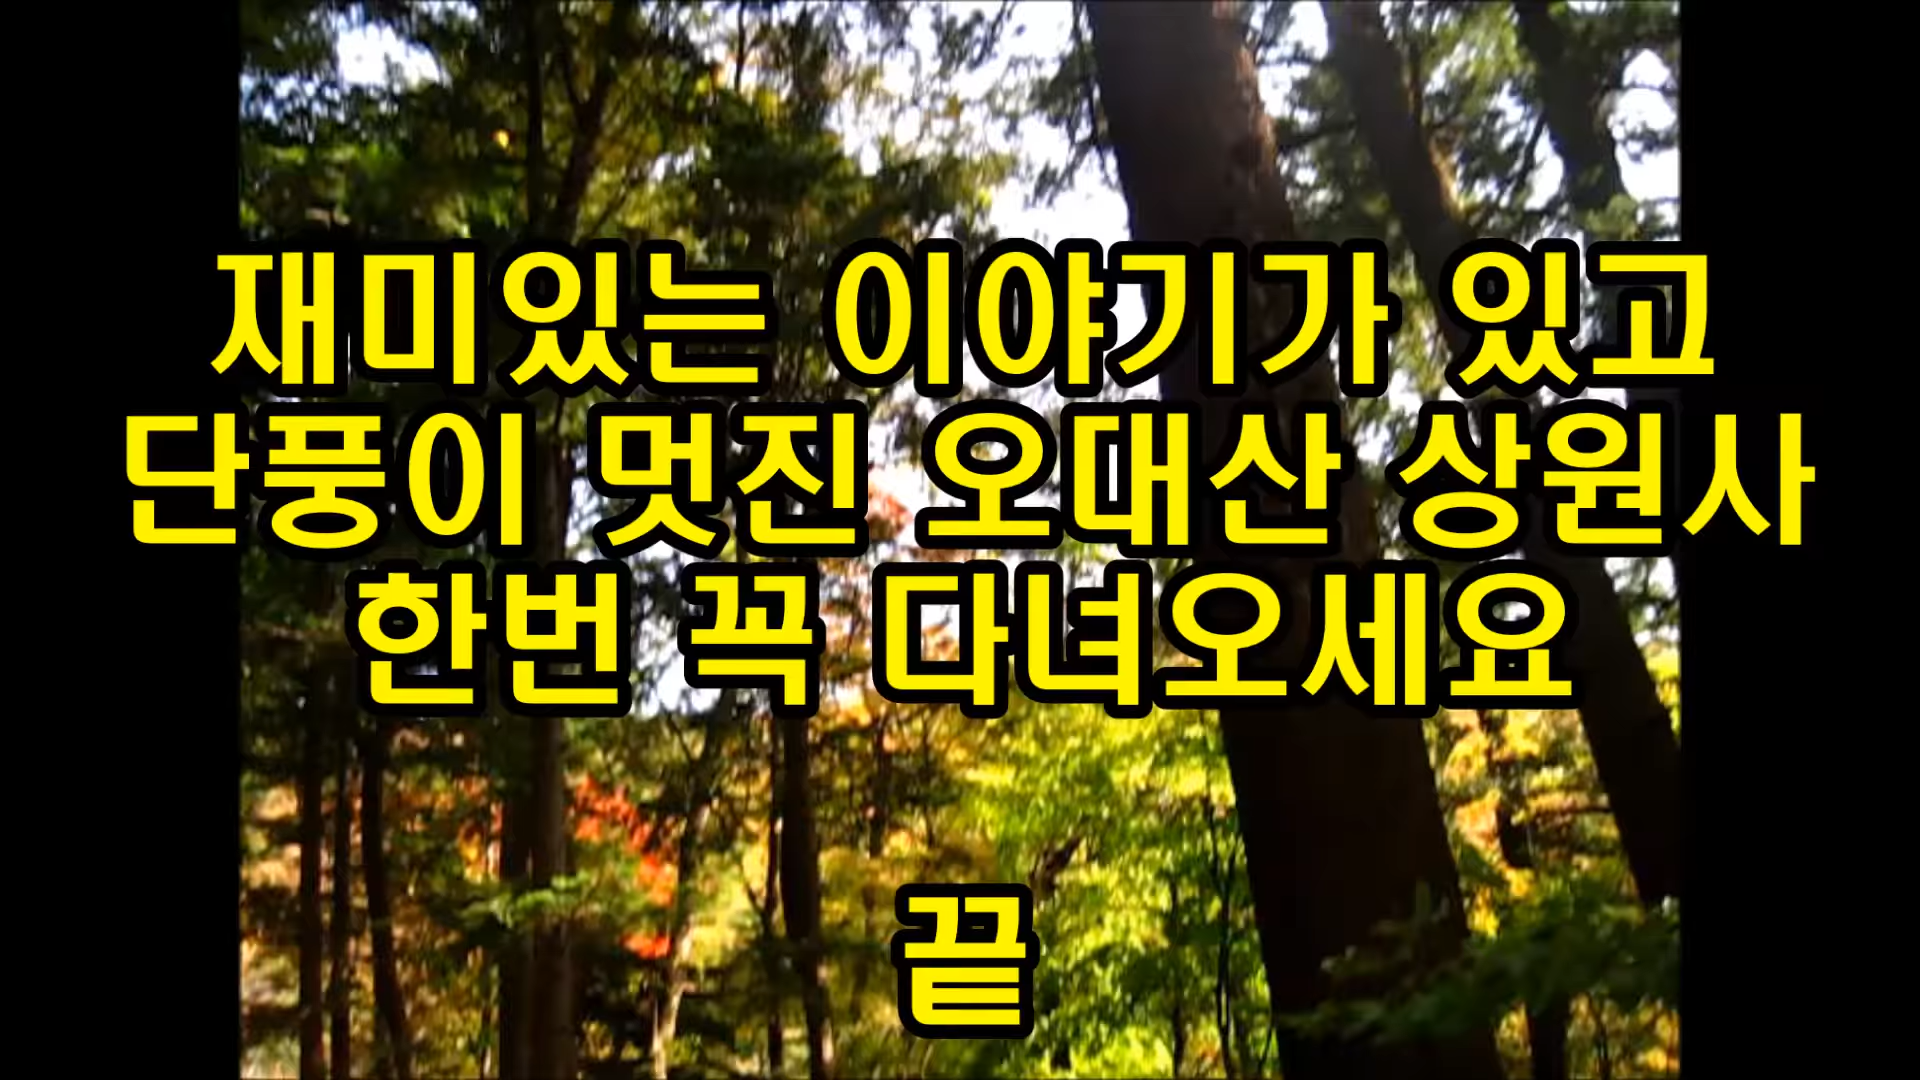 재미있는 이야기가 있고
단풍이 멋진 오대산 상원사
한번 꼭 다녀오세요
끝